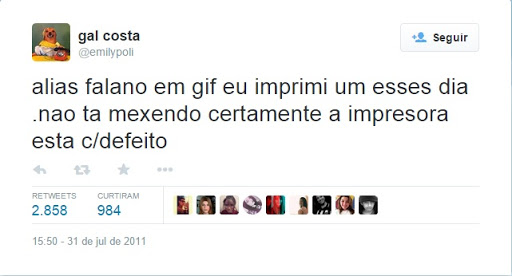 gal costa
@emilypoli
Seguir
alias falano em gif eu imprimi um esses dia
.nao ta mexendo certamente a impresora
esta c/defeito
RETWEETS CURTIRAM
2.858 984
15:50 - 31 de jul de 2011